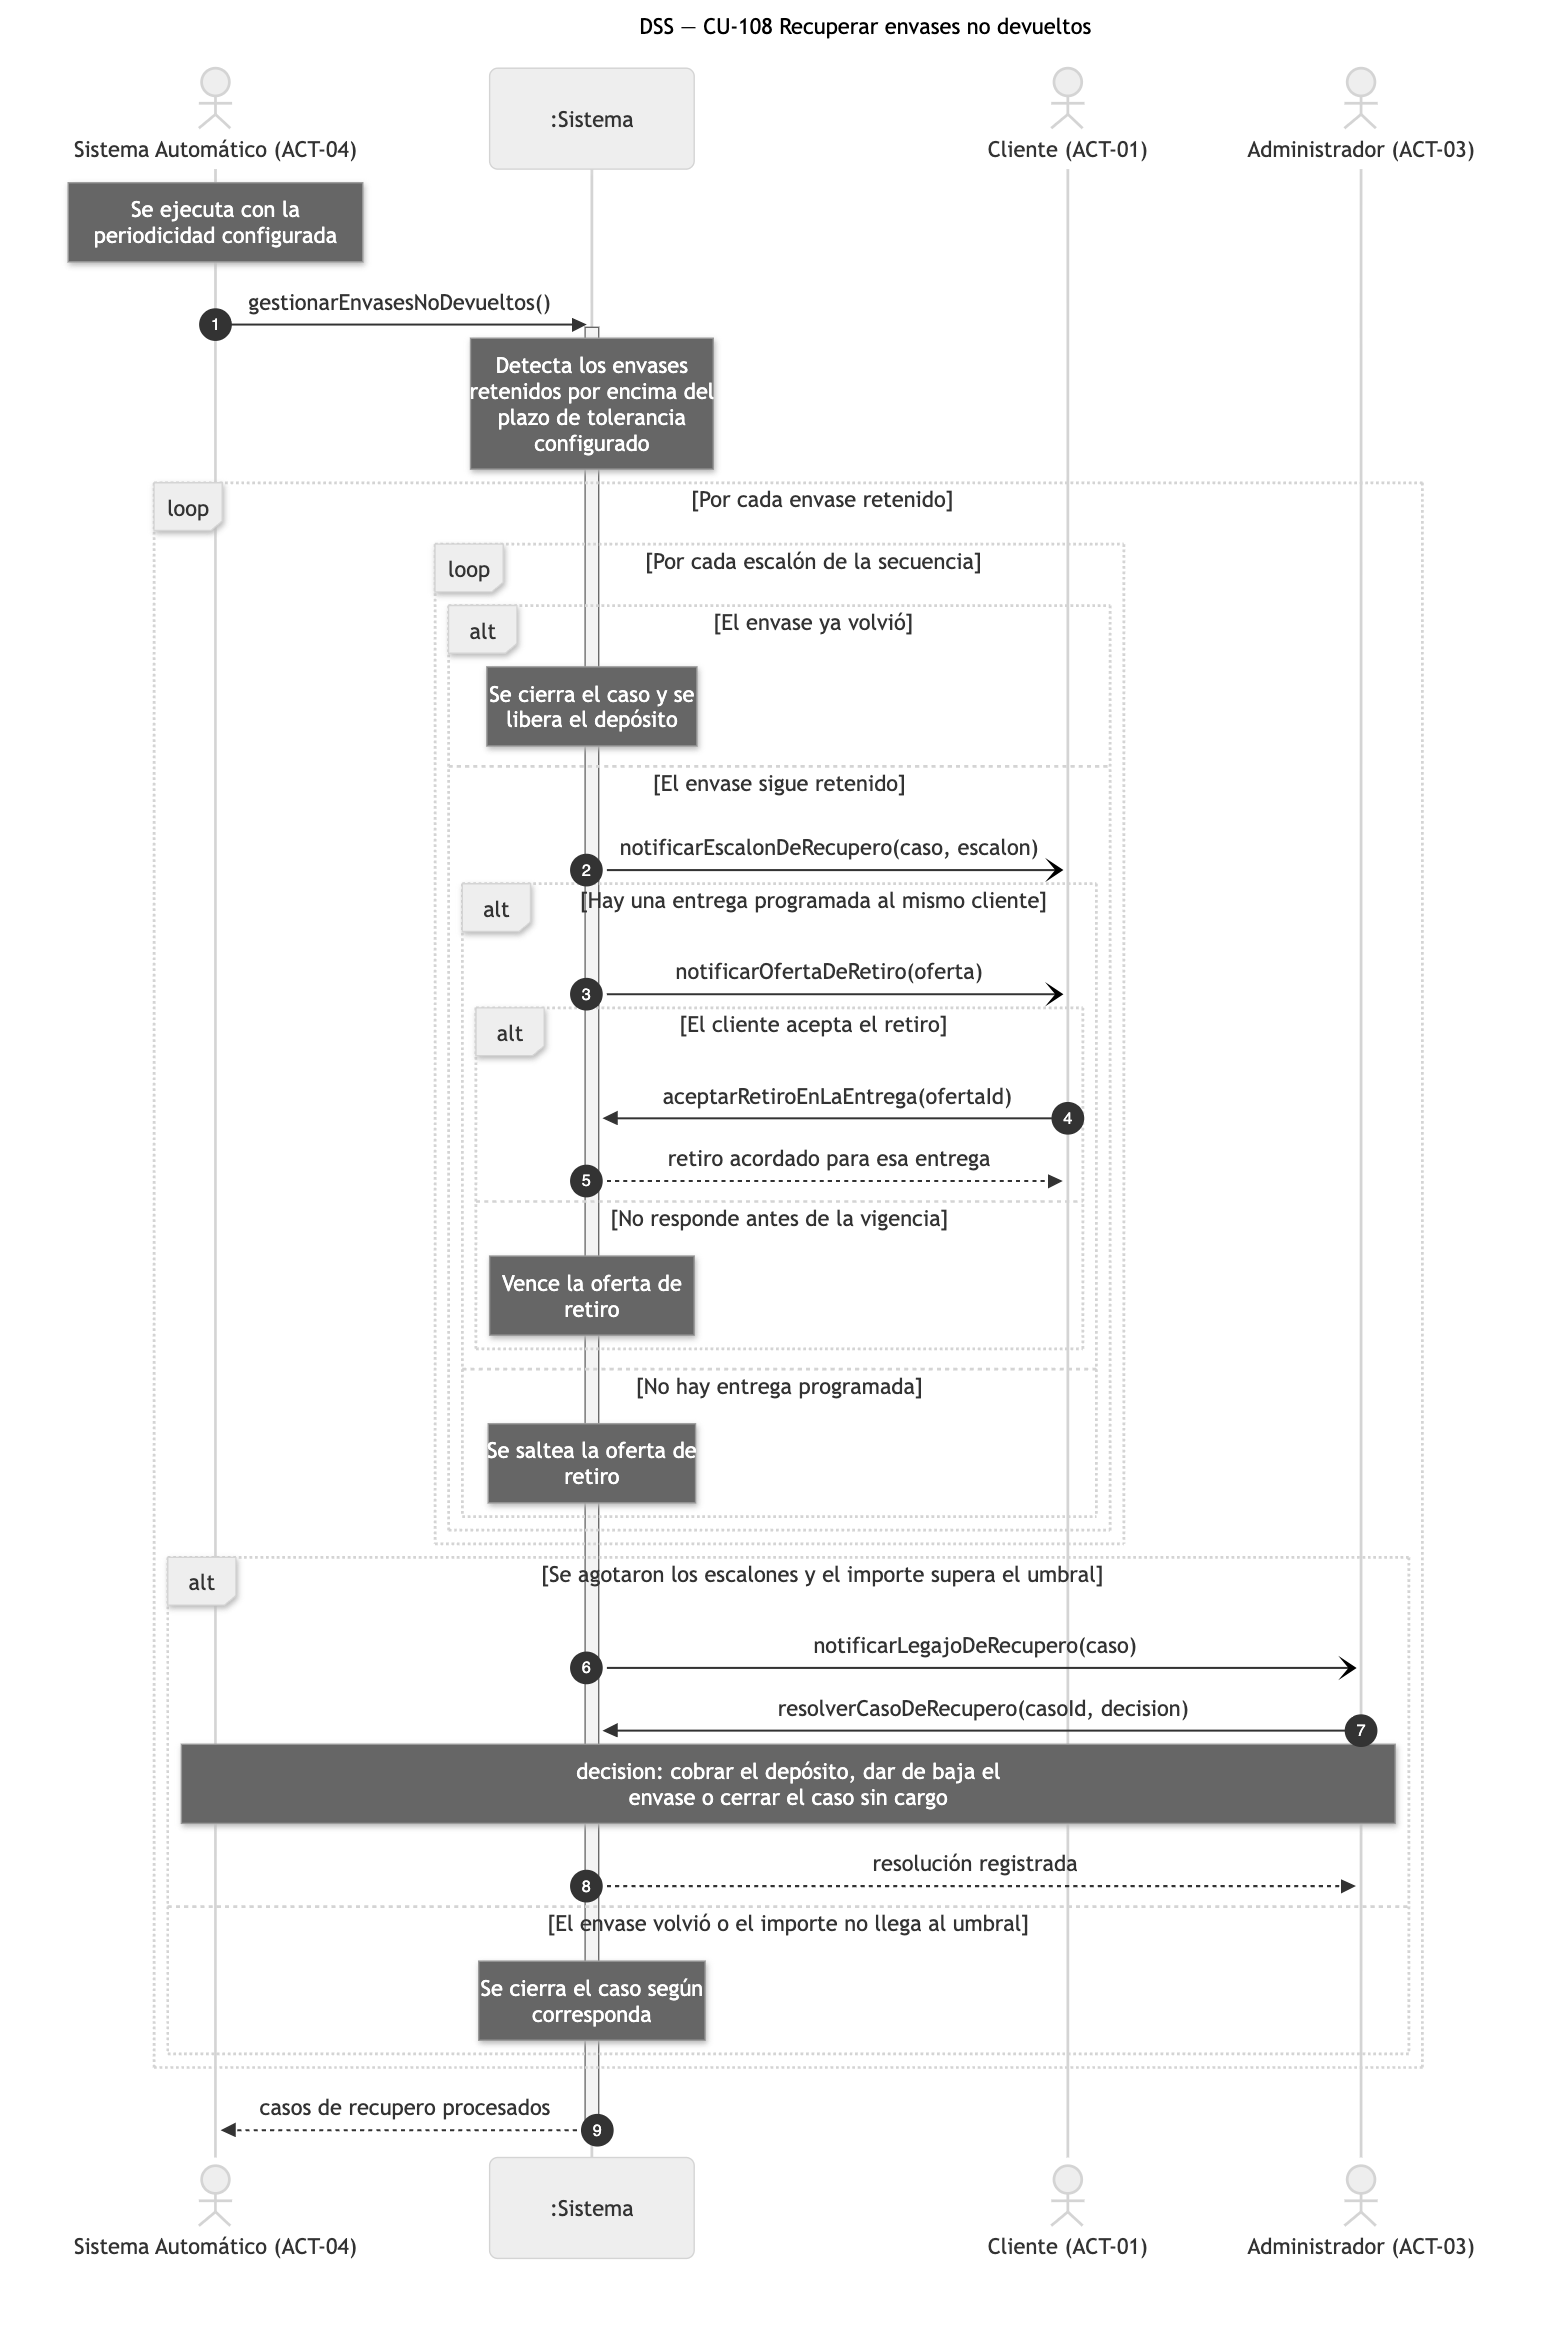 DSS — CU-108 Recuperar envases no devueltos
Sistema Automático (ACT-04)
:Sistema
Cliente (ACT-01)
Administrador (ACT-03)
Se ejecuta con la
periodicidad configurada
gestionarEnvasesNoDevueltos()
1
Detecta los envases
retenidos por encima del
plazo de tolerancia
configurado
loop
[Por cada envase retenido]
loop
[Por cada escalón de la secuencia]
alt
[El envase ya volvió]
Se cierra el caso y se
libera el depósito
[El envase sigue retenido]
notificarEscalonDeRecupero(caso, escalon)
2
alt
[Hay una entrega programada al mismo cliente]
notificarOfertaDeRetiro(oferta)
3
alt
[El cliente acepta el retiro]
aceptarRetiroEnLaEntrega(ofertaId)
4
retiro acordado para esa entrega
5
[No responde antes de la vigencia]
Vence la oferta de
retiro
[No hay entrega programada]
Se saltea la oferta de
retiro
alt
[Se agotaron los escalones y el importe supera el umbral]
notificarLegajoDeRecupero(caso)
6
resolverCasoDeRecupero(casoId, decision)
7
decision: cobrar el depósito, dar de baja el
envase o cerrar el caso sin cargo
resolución registrada
8
[El envase volvió o el importe no llega al umbral]
Se cierra el caso según
corresponda
casos de recupero procesados
9
Sistema Automático (ACT-04)
:Sistema
Cliente (ACT-01)
Administrador (ACT-03)